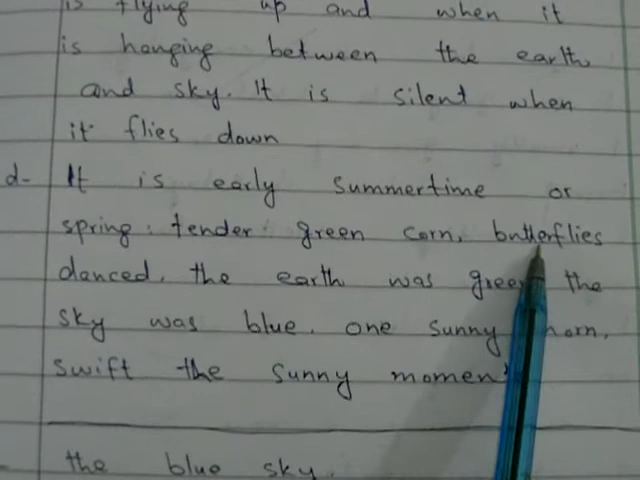 is flying up and when it
is hanging between the earth
and sky. It is silent when
it flies down
d- It is early summertime or
spring: tender green corn, butterflies
danced, the earth was green the
sky was blue. one sunny horn,
swift the sunny moment
the blue sky.